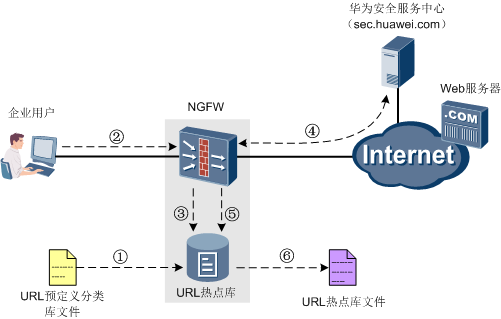 华为安全服务中心
（sec.huawei.com）
Web服务器
.COM
企业用户
NGFW
②
④
Internet
③
⑤
①
⑥
URL预定义分类
库文件
URL热点库
URL热点库文件